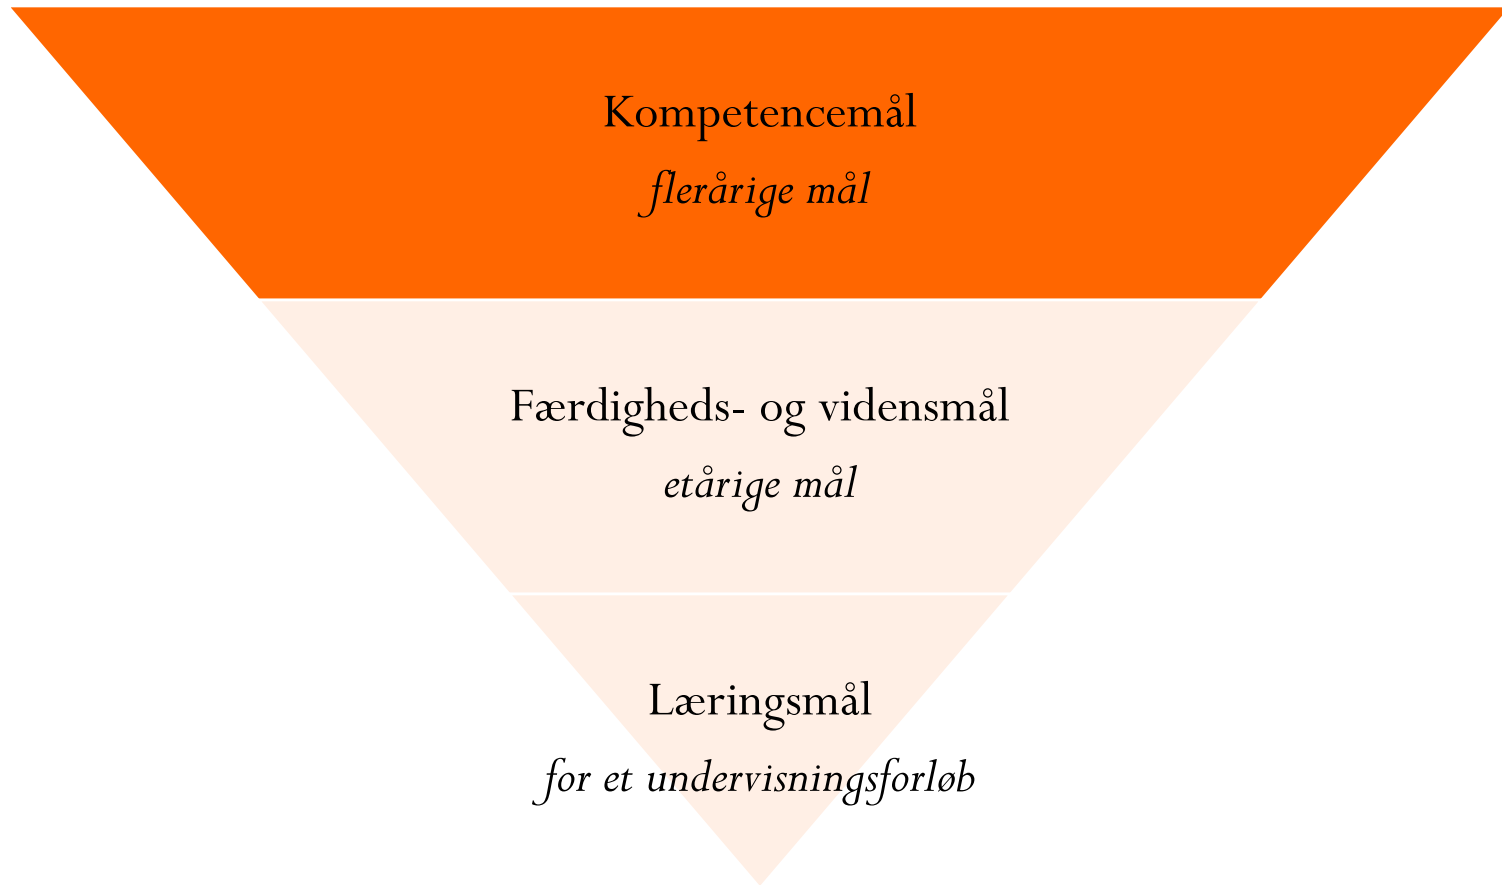 Kompetencemål
flerårige mål
Færdigheds- og vidensmål
etårige mål
Læringsmål
for et undervisningsforløb